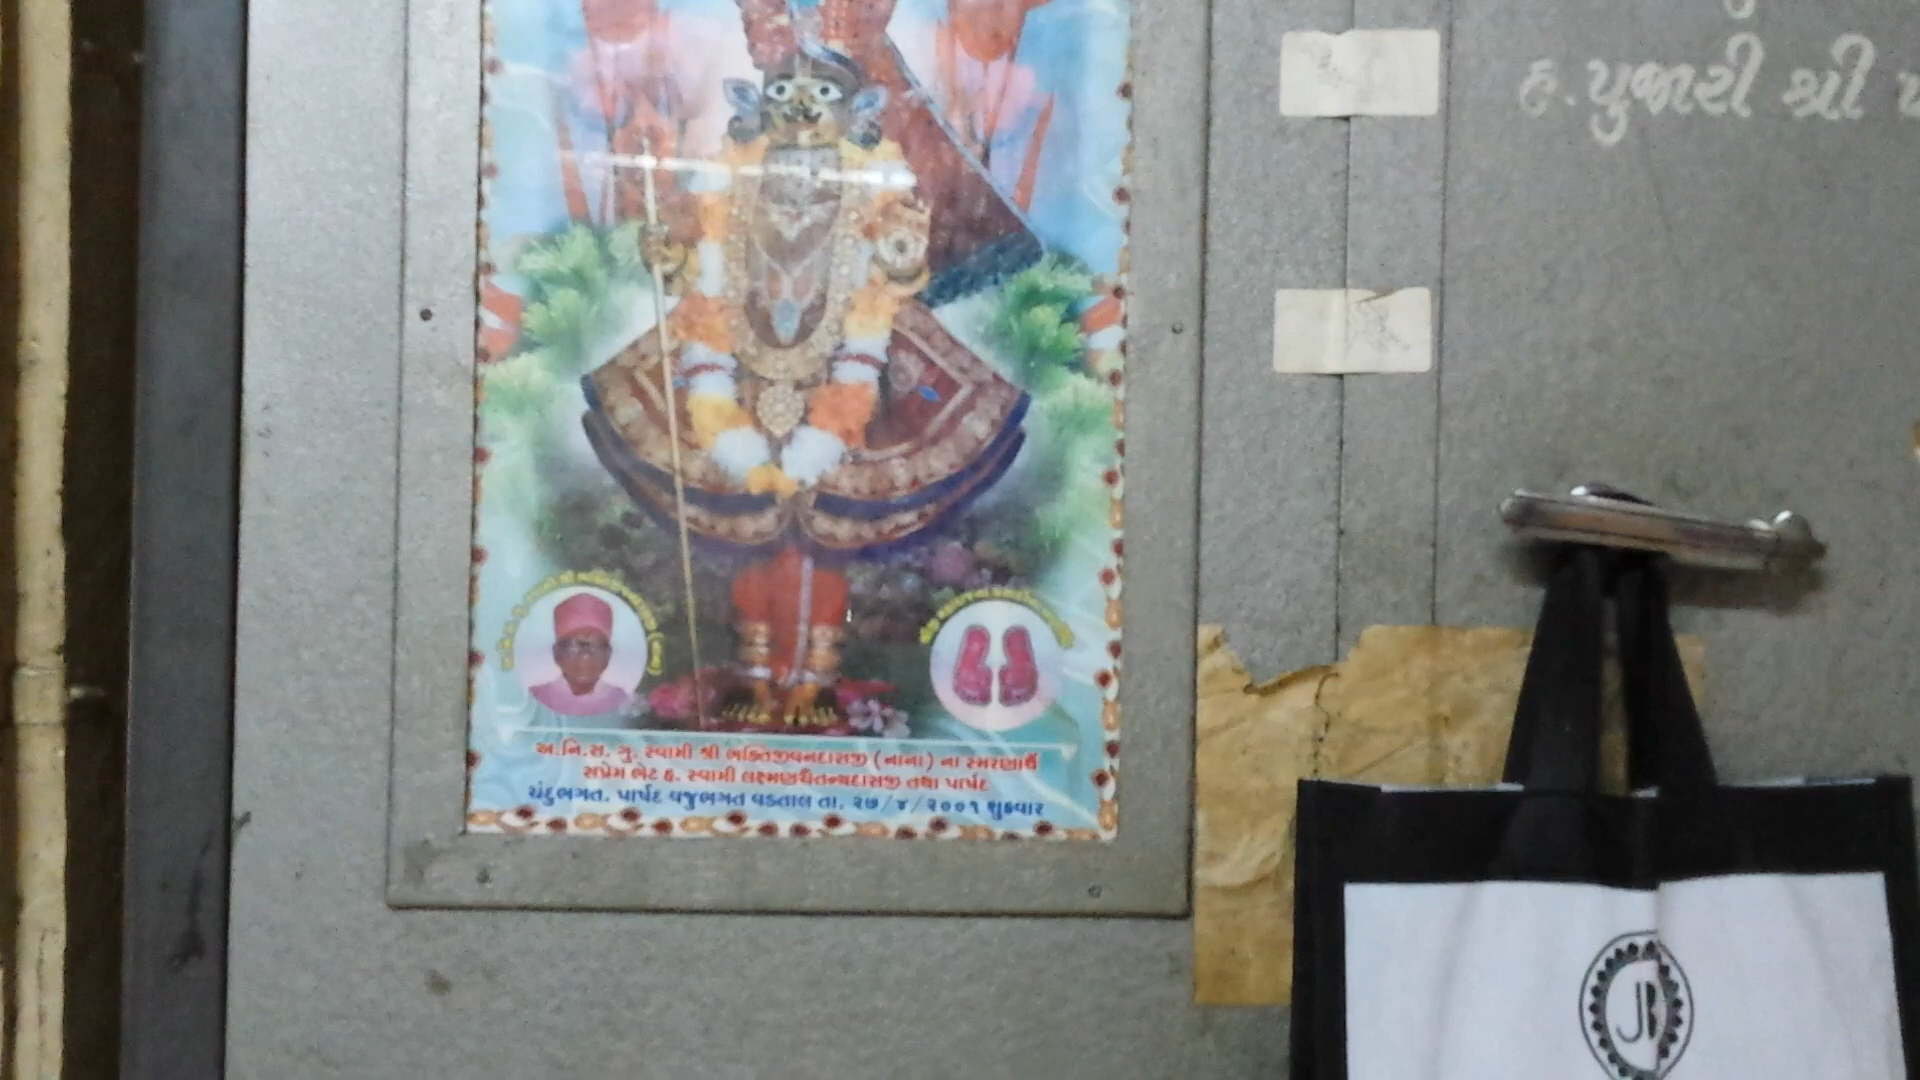 હ. પુજારી શ્રી
અ.નિ.સ. ગુ. સ્વામી શ્રી ભક્તિજીવનદાસજી (નાના) ના સ્મરણાર્થે
સપ્રેમ ભેટ હ. સ્વામી લક્ષ્મણચૈતન્યદાસજી તથા પાર્ષદ
ચંદુભગત. પાર્ષદ વજુભગત વડતાલ તા. ૨૭/૪/૨૦૦૧ શુક્રવાર
JB